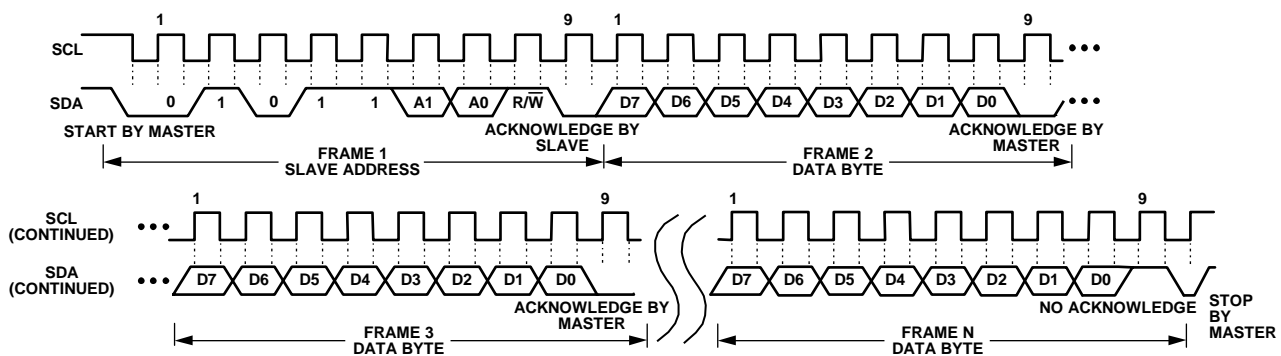 1 9 1 9
SCL
SDA 0 1 0 1 1 A1 A0 R/W̅ D7 D6 D5 D4 D3 D2 D1 D0
START BY MASTER ACKNOWLEDGE BY SLAVE ACKNOWLEDGE BY MASTER
FRAME 1 SLAVE ADDRESS
FRAME 2 DATA BYTE
1 9 1 9
SCL
(CONTINUED)
SDA
(CONTINUED)
D7 D6 D5 D4 D3 D2 D1 D0 D7 D6 D5 D4 D3 D2 D1 D0
ACKNOWLEDGE BY
MASTER
NO ACKNOWLEDGE
STOP
BY
MASTER
FRAME 3
DATA BYTE
FRAME N
DATA BYTE